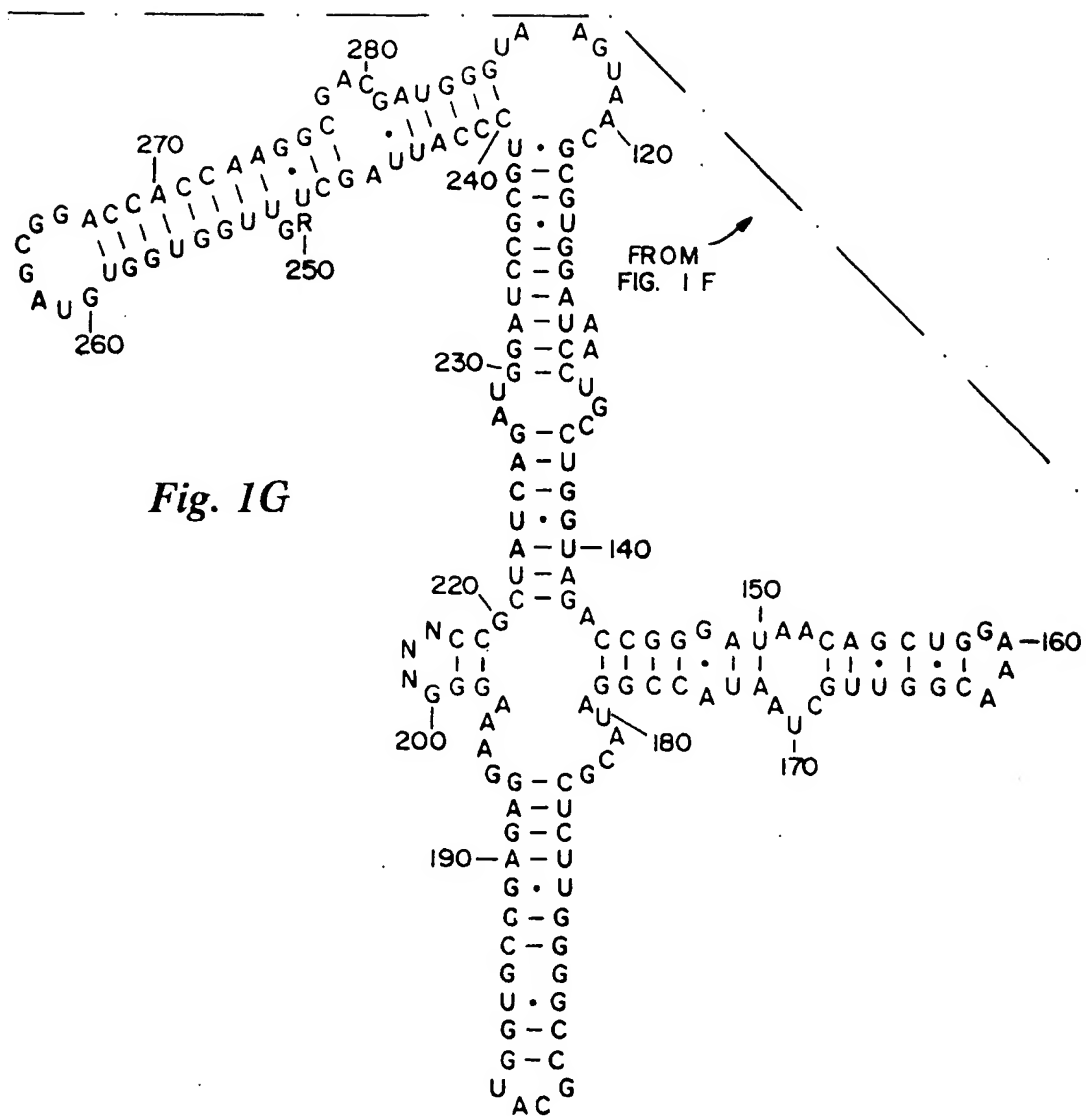 280
U A A G U A A C
120
G A C G A U G G G
270
A C C A C C A A G G C
G G C G A U G
260
U G G U G G U U G R U C G A U U A C C C
250
240
U • G
G – C
C – G
G • U
C – G
C – G
U – A
A – U A
G – C A
230 – G – C U
U G
A C
G – C
A – U
C – G
U • G
A – U – 140
U – A
C – G
220
G
A
N N C C
N N G G G
200
A A A G
C C G G G A U A A C A G C U G G A – 160
150
A A
G G C C A U A A U C G U U G G C A
170
180
A U A C G
G – C
A – U
G – C
190 – A – U
G • U
C – G
C – G
G G
U • G
G – C
G – C
U A C G
FROM
FIG. 1 F
Fig. 1G